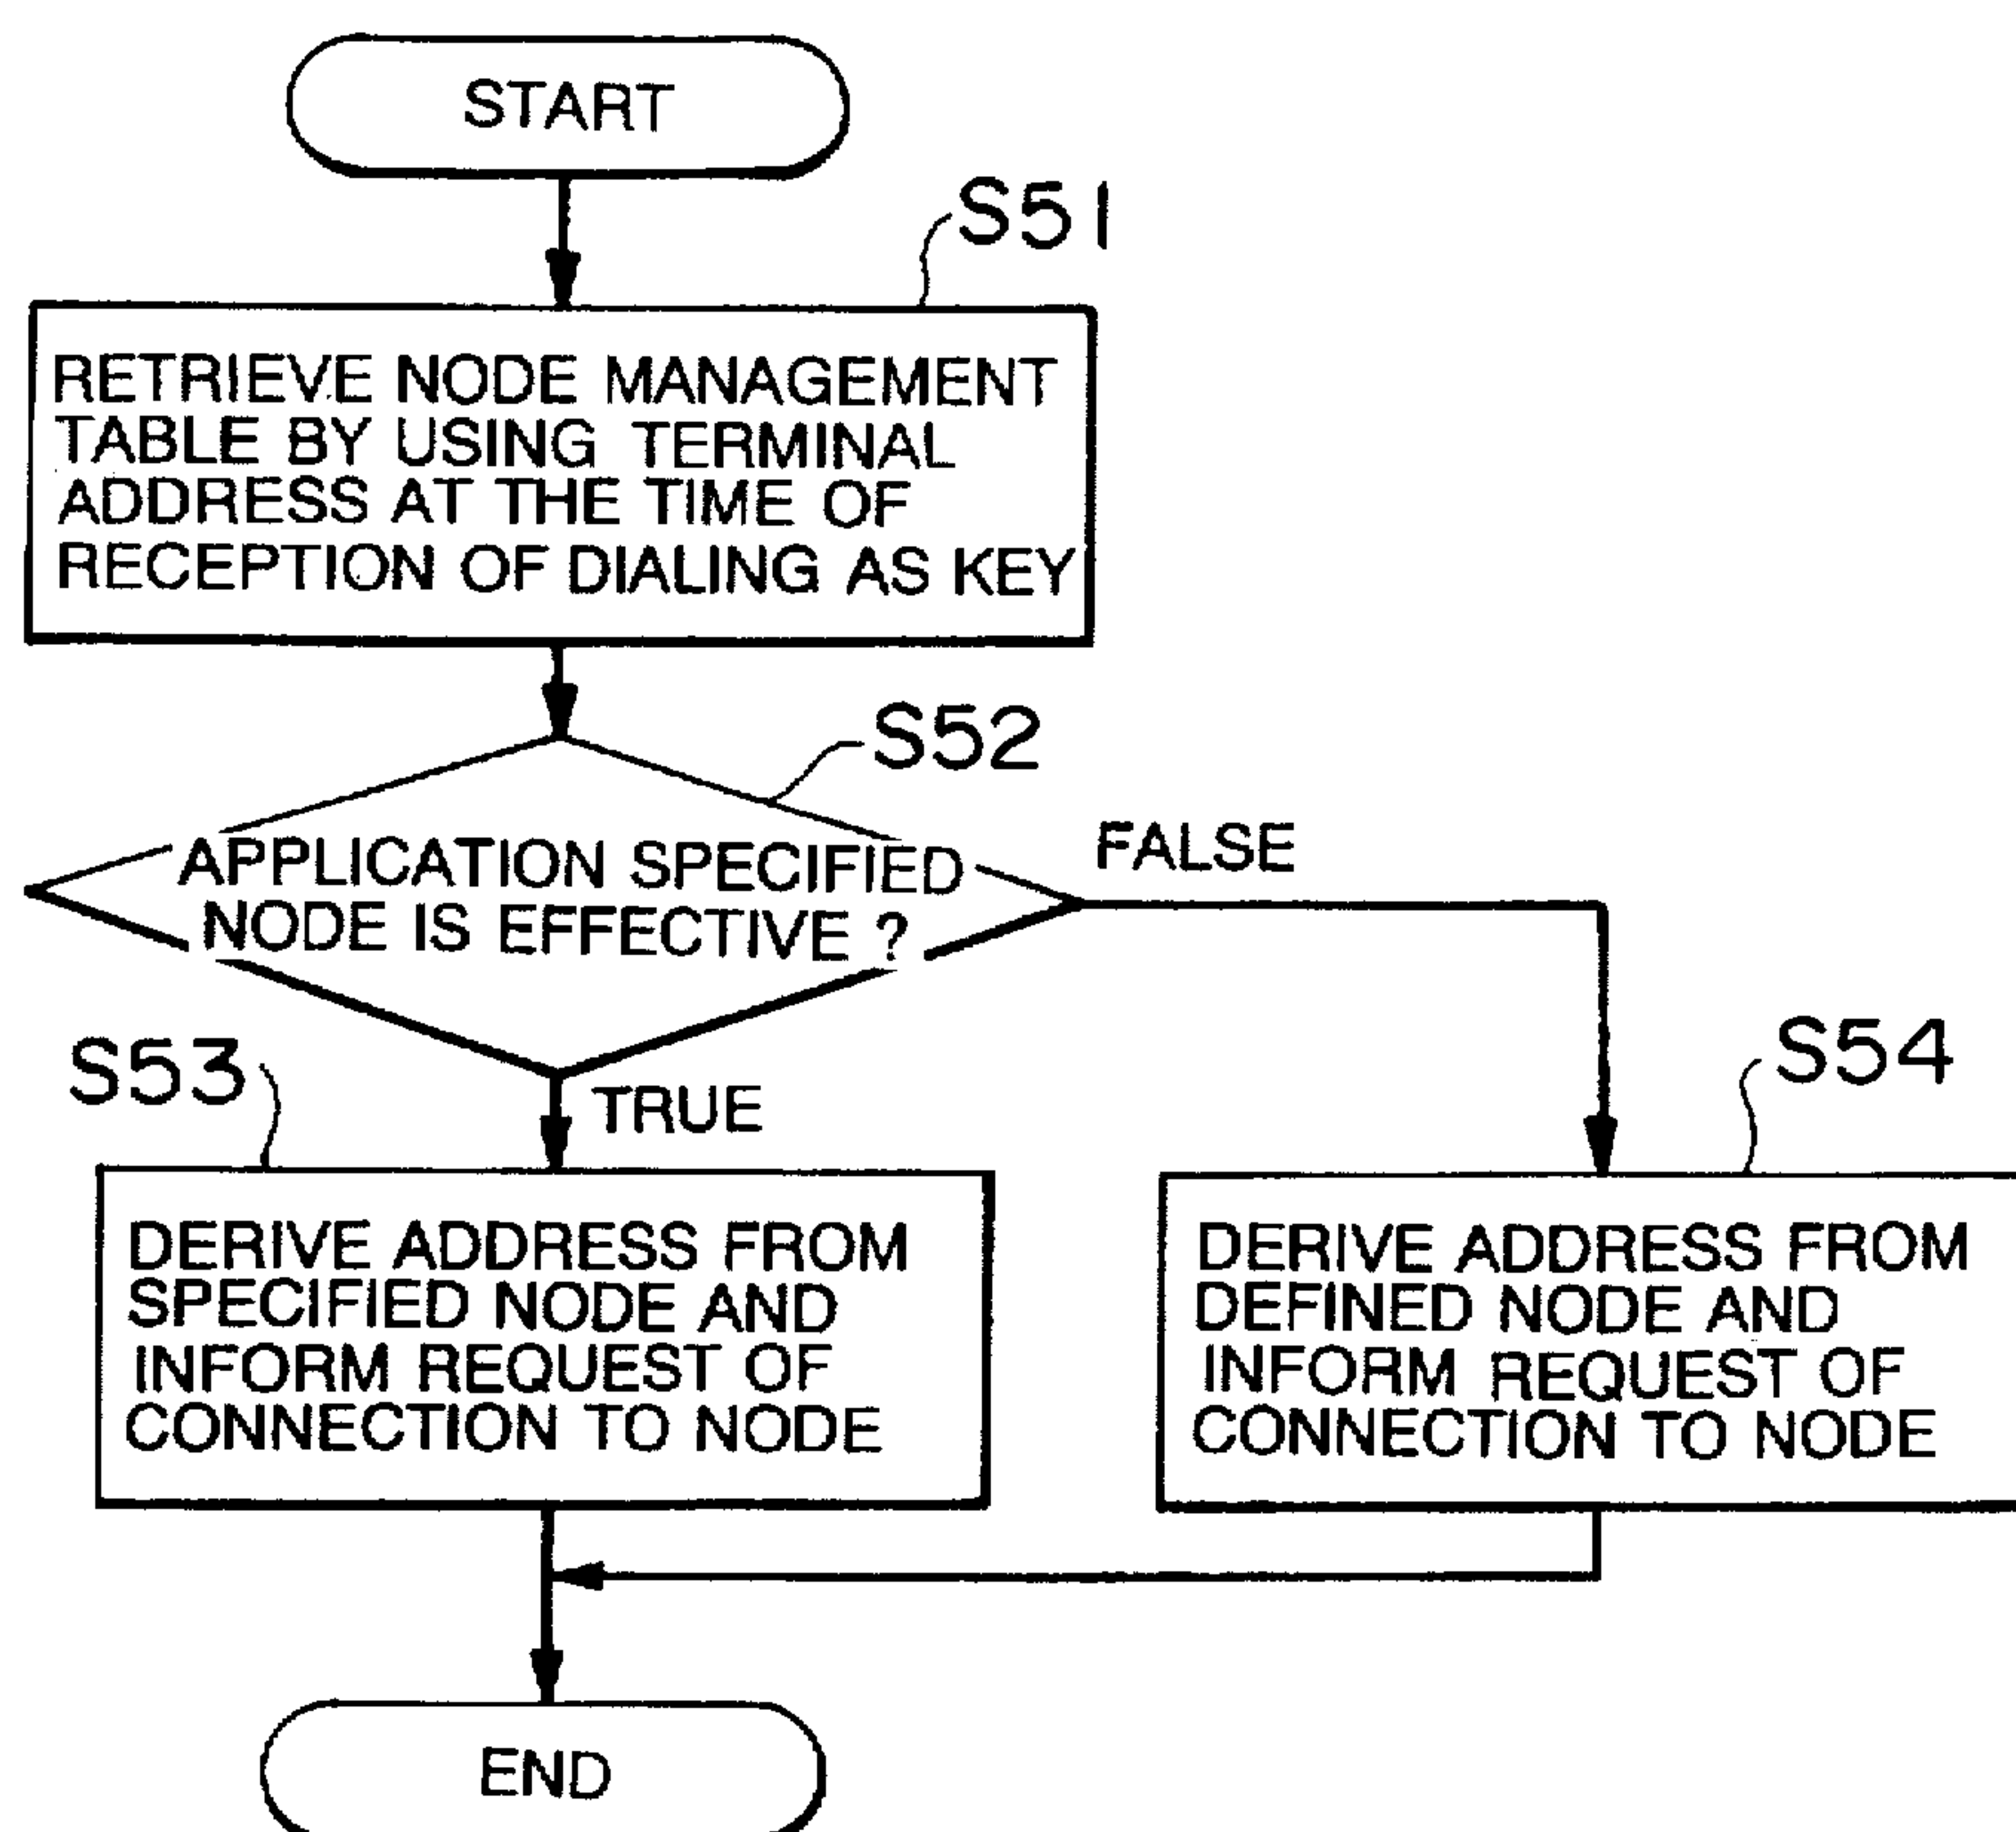 START
S51
RETRIEVE NODE MANAGEMENT
TABLE BY USING TERMINAL
ADDRESS AT THE TIME OF
RECEPTION OF DIALING AS KEY
S52
APPLICATION SPECIFIED
NODE IS EFFECTIVE ?
FALSE
TRUE
S53
DERIVE ADDRESS FROM
SPECIFIED NODE AND
INFORM REQUEST OF
CONNECTION TO NODE
S54
DERIVE ADDRESS FROM
DEFINED NODE AND
INFORM REQUEST OF
CONNECTION TO NODE
END